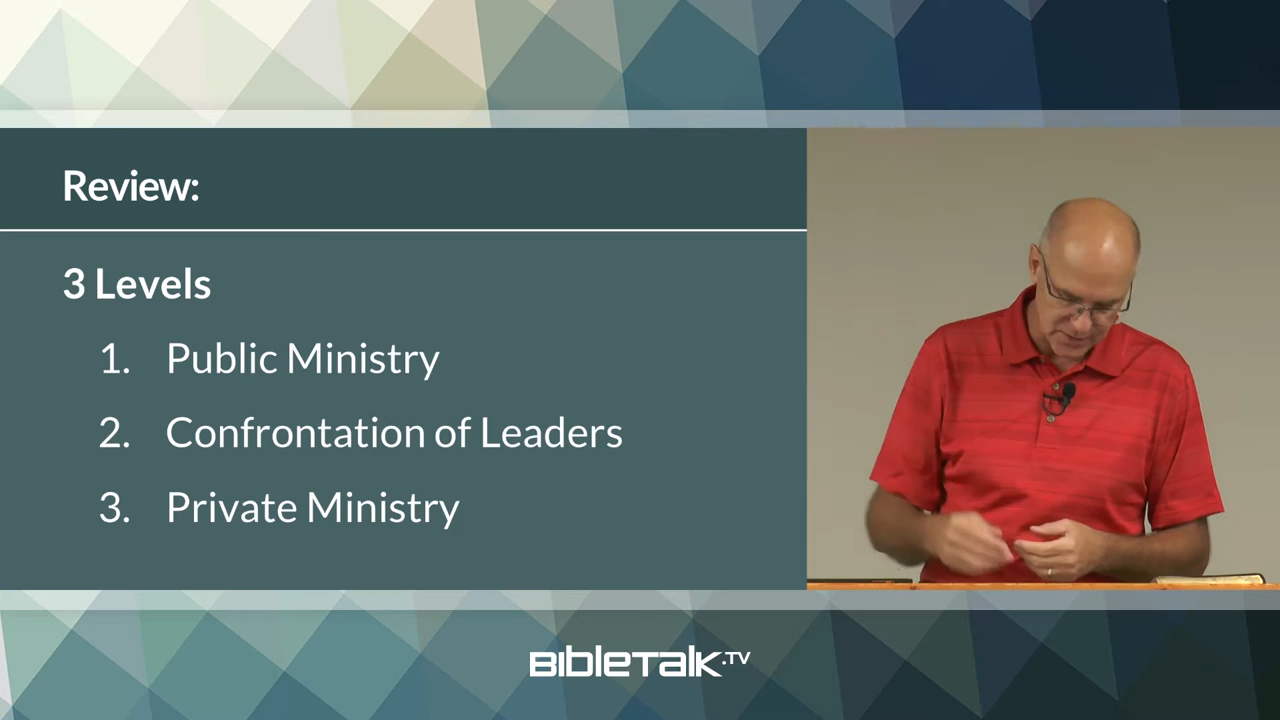 Review:
3 Levels
1. Public Ministry
2. Confrontation of Leaders
3. Private Ministry
BibleTalk.TV